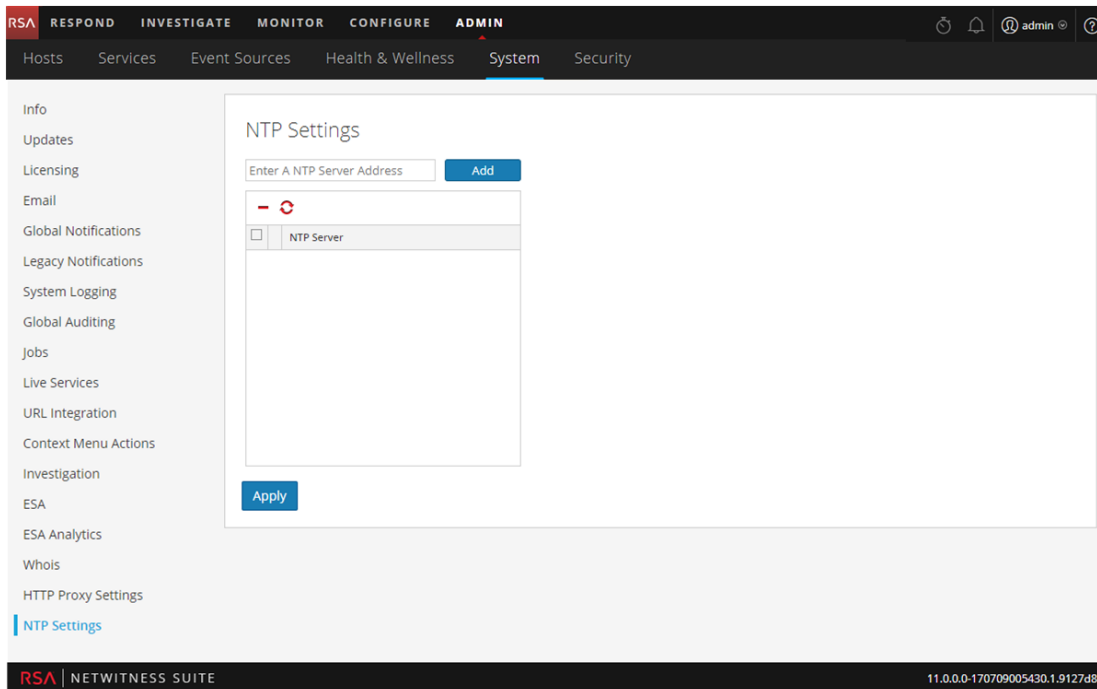 RSA RESPOND INVESTIGATE MONITOR CONFIGURE ADMIN admin
Hosts Services Event Sources Health & Wellness System Security
Info
Updates
Licensing
Email
Global Notifications
Legacy Notifications
System Logging
Global Auditing
Jobs
Live Services
URL Integration
Context Menu Actions
Investigation
ESA
ESA Analytics
Whois
HTTP Proxy Settings
NTP Settings
NTP Settings
Enter A NTP Server Address Add
NTP Server
Apply
RSA NETWITNESS SUITE 11.0.0.0-170709005430.1.9127d8